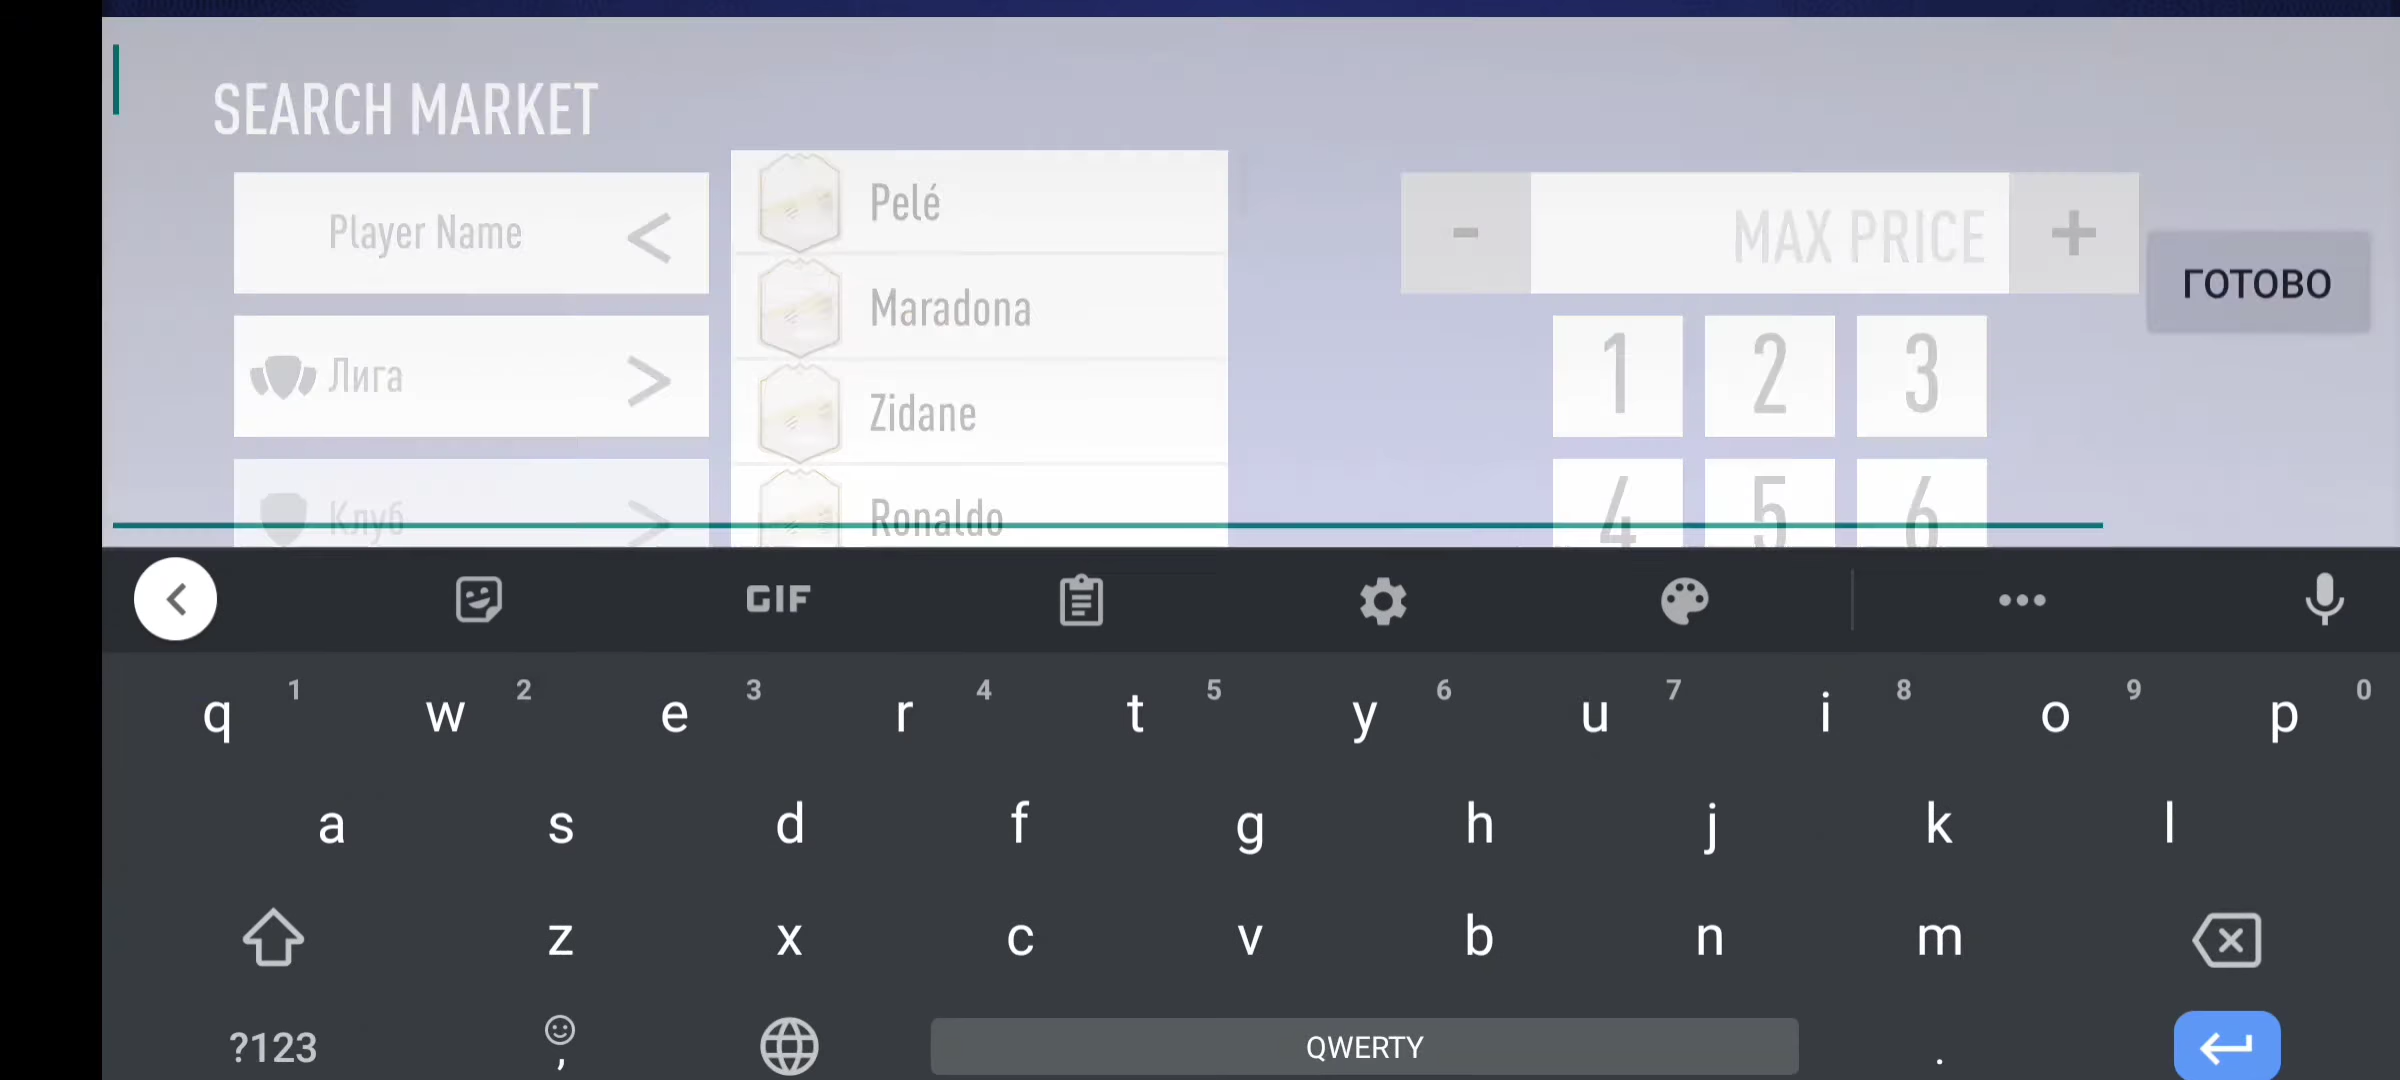 SEARCH MARKET
Player Name <
Pelé
- MAX PRICE +
ГОТОВО
Лига >
Maradona
1 2 3
Zidane
Клуб >
Ronaldo
4 5 6
GIF
q 1 w 2 e 3 r 4 t 5 y 6 u 7 i 8 o 9 p 0
a s d f g h j k l
z x c v b n m
?123 , QWERTY .